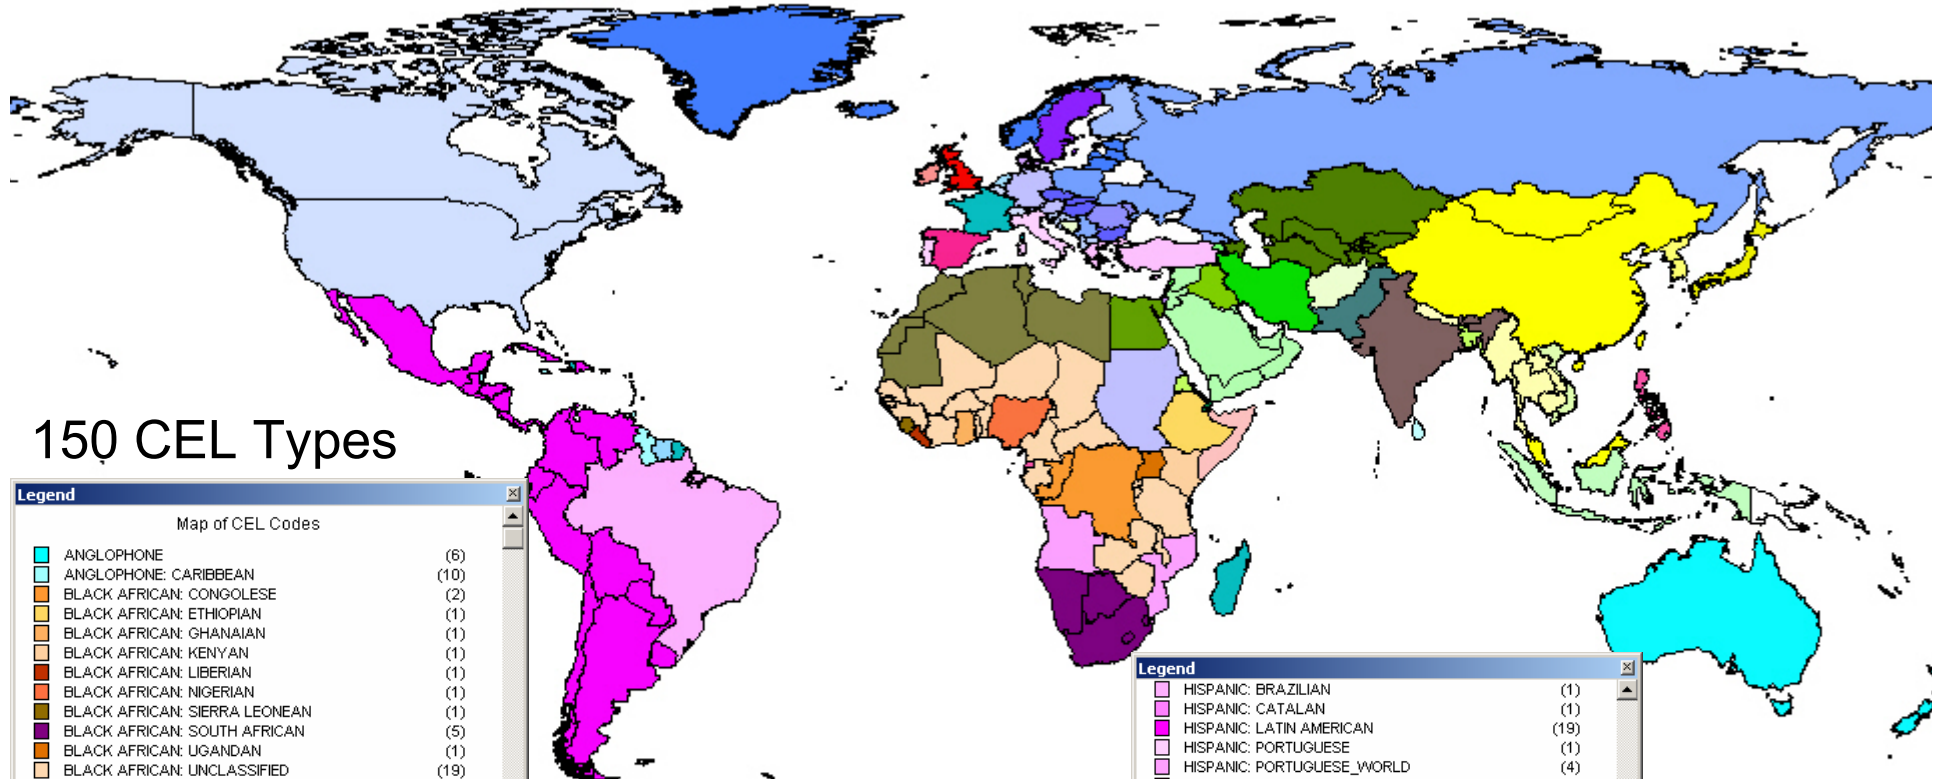 150 CEL Types
Legend
Map of CEL Codes
ANGLOPHONE (6)
ANGLOPHONE: CARIBBEAN (10)
BLACK AFRICAN: CONGOLESE (2)
BLACK AFRICAN: ETHIOPIAN (1)
BLACK AFRICAN: GHANAIAN (1)
BLACK AFRICAN: KENYAN (1)
BLACK AFRICAN: LIBERIAN (1)
BLACK AFRICAN: NIGERIAN (1)
BLACK AFRICAN: SIERRA LEONEAN (1)
BLACK AFRICAN: SOUTH AFRICAN (5)
BLACK AFRICAN: UGANDAN (1)
BLACK AFRICAN: UNCLASSIFIED (19)
Legend
HISPANIC: BRAZILIAN (1)
HISPANIC: CATALAN (1)
HISPANIC: LATIN AMERICAN (19)
HISPANIC: PORTUGUESE (1)
HISPANIC: PORTUGUESE_WORLD (4)